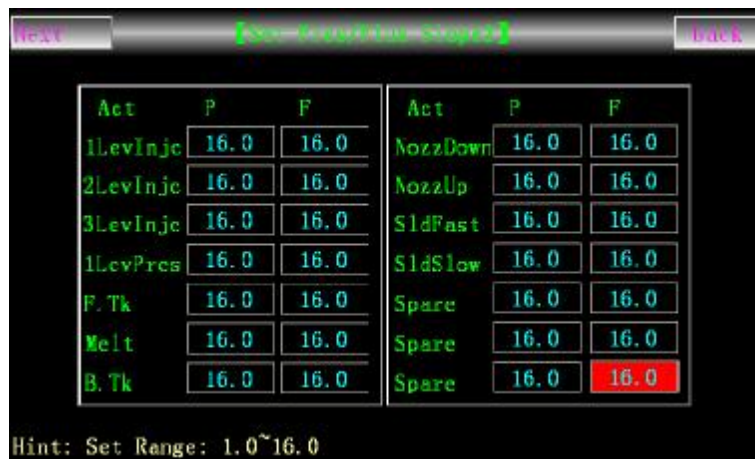 Next 【Set Pres/Flux Slope2】 back
Act P F
1LevInjc 16.0 16.0
2LevInjc 16.0 16.0
3LevInjc 16.0 16.0
1LevPres 16.0 16.0
F.Tk 16.0 16.0
Melt 16.0 16.0
B.Tk 16.0 16.0
Act P F
NozzDown 16.0 16.0
NozzUp 16.0 16.0
SldFast 16.0 16.0
SldSlow 16.0 16.0
Spare 16.0 16.0
Spare 16.0 16.0
Spare 16.0 16.0
Hint: Set Range: 1.0~16.0